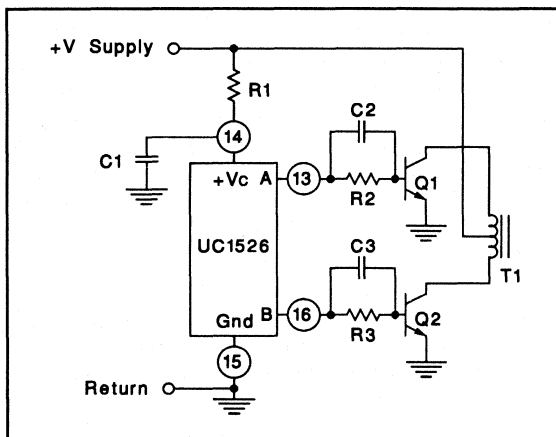 +V Supply
R1
14
C1
C2
+Vc A
13
R2
Q1
UC1526
C3
T1
B
16
Gnd
R3
Q2
15
Return